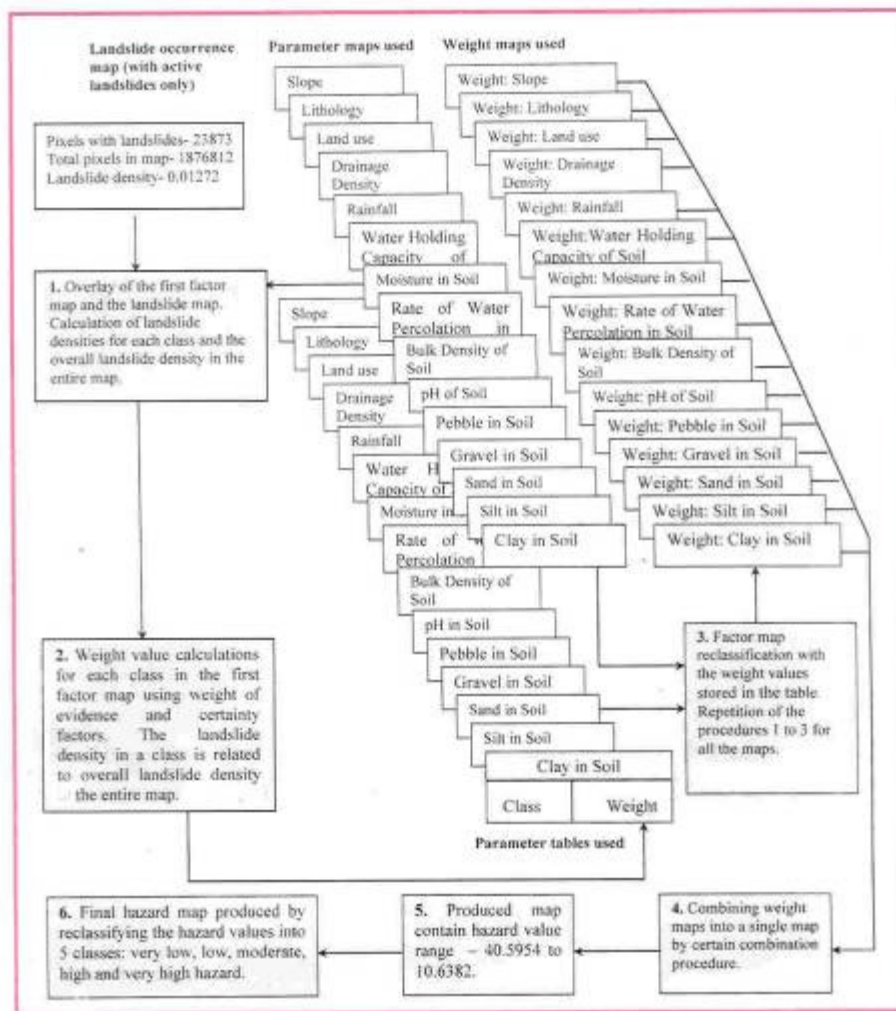 Landslide occurrence
map (with active
landslides only)
Pixels with landslides- 23873
Total pixels in map- 1876812
Landslide density- 0.01272
1. Overlay of the first factor
map and the landslide map.
Calculation of landslide
densities for each class and the
overall landslide density in the
entire map.
2. Weight value calculations
for each class in the first
factor map using weight of
evidence and certainty
factors. The landslide
density in a class is related
to overall landslide density
the entire map.
Parameter maps used
Slope
Lithology
Land use
Drainage
Density
Rainfall
Water Holding
Capacity of
Moisture in Soil
Rate of Water
Percolation in
Bulk Density of
Soil
pH of Soil
Pebble in Soil
Gravel in Soil
Sand in Soil
Silt in Soil
Clay in Soil
Slope
Lithology
Land use
Drainage
Density
Rainfall
Water H
Capacity of
Moisture in
Rate of
Percolation
Bulk Density of
Soil
pH in Soil
Pebble in Soil
Gravel in Soil
Sand in Soil
Silt in Soil
Clay in Soil
Class Weight
Parameter tables used
Weight maps used
Weight: Slope
Weight: Lithology
Weight: Land use
Weight: Drainage
Density
Weight: Rainfall
Weight:Water Holding
Capacity of Soil
Weight: Moisture in Soil
Weight: Rate of Water
Percolation in Soil
Weight: Bulk Density of
Soil
Weight: pH of Soil
Weight: Pebble in Soil
Weight: Gravel in Soil
Weight: Sand in Soil
Weight: Silt in Soil
Weight: Clay in Soil
3. Factor map
reclassification with
the weight values
stored in the table.
Repetition of the
procedures 1 to 3 for
all the maps.
4. Combining weight
maps into a single map
by certain combination
procedure.
5. Produced map
contain hazard value
range – 40.5954 to
10.6382.
6. Final hazard map produced by
reclassifying the hazard values into
5 classes: very low, low, moderate,
high and very high hazard.